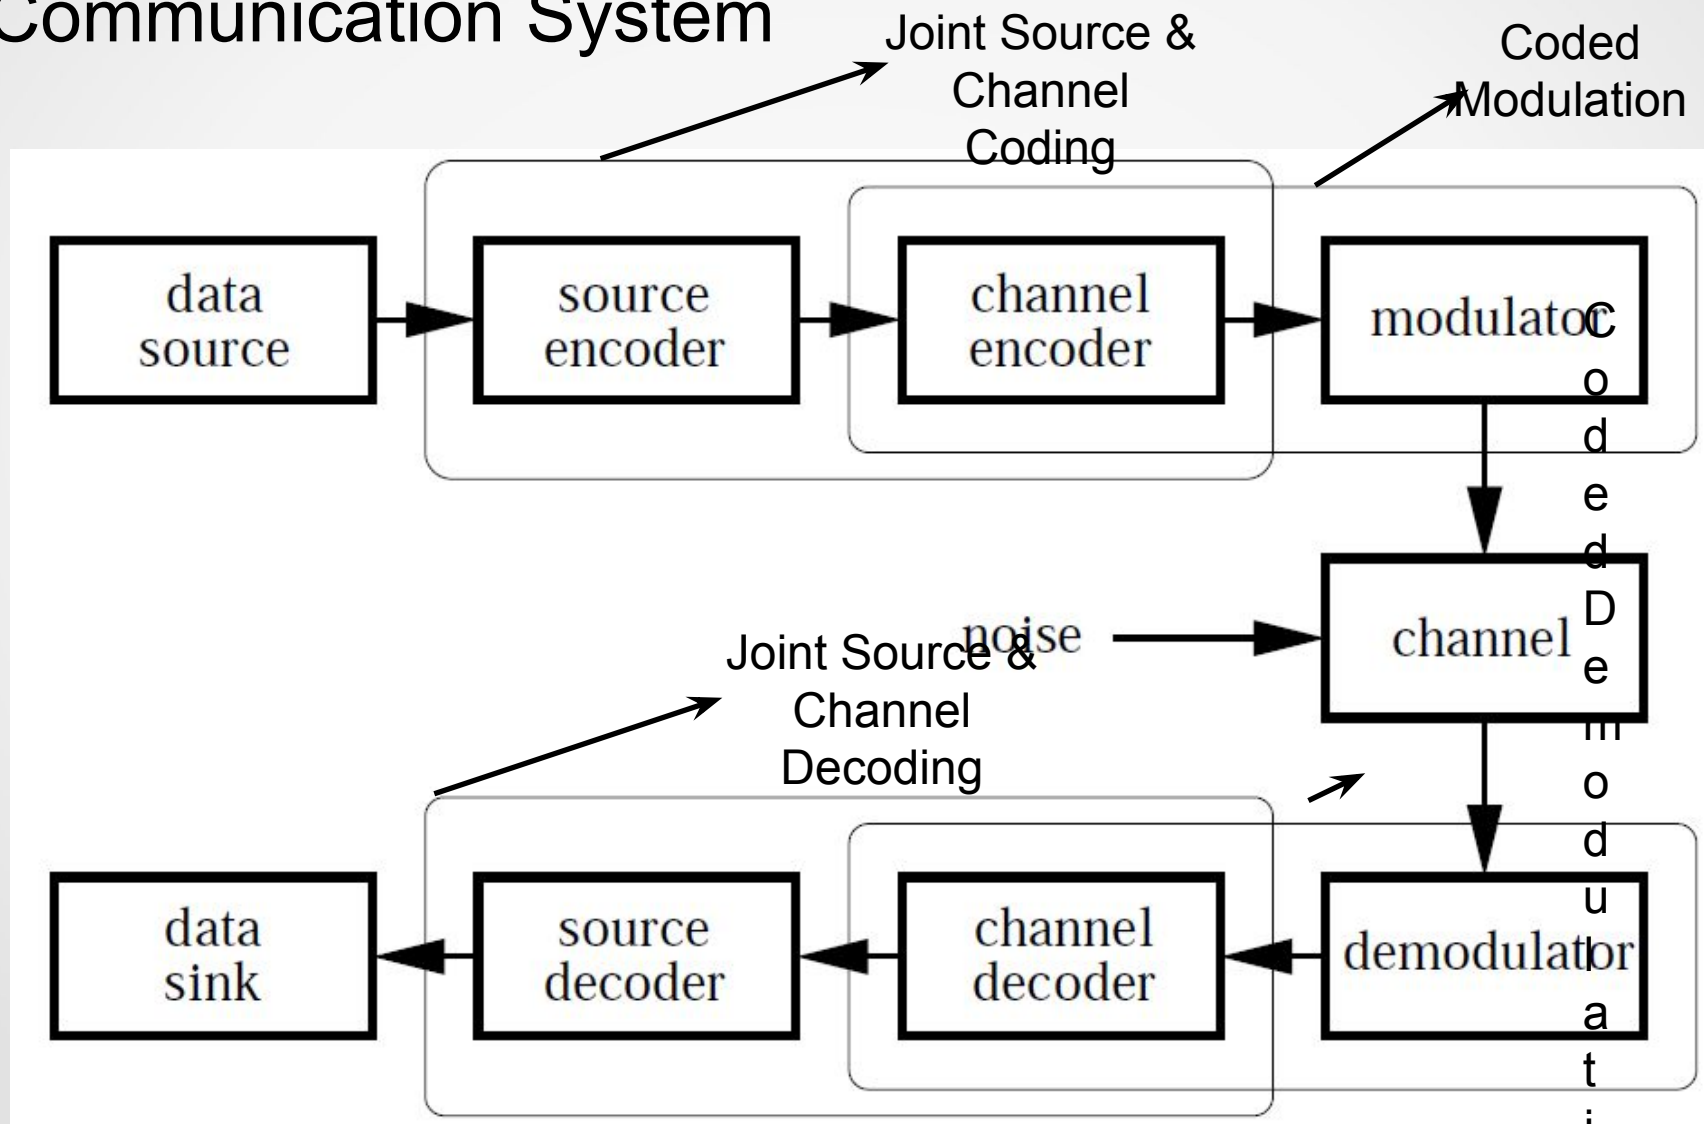 Communication System
Joint Source &
Channel
Coding
Coded
Modulation
data
source
source
encoder
channel
encoder
modulator
noise
channel
Joint Source &
Channel
Decoding
data
sink
source
decoder
channel
decoder
demodulator
C
o
d
e
d
D
e
m
o
d
u
l
a
t
i